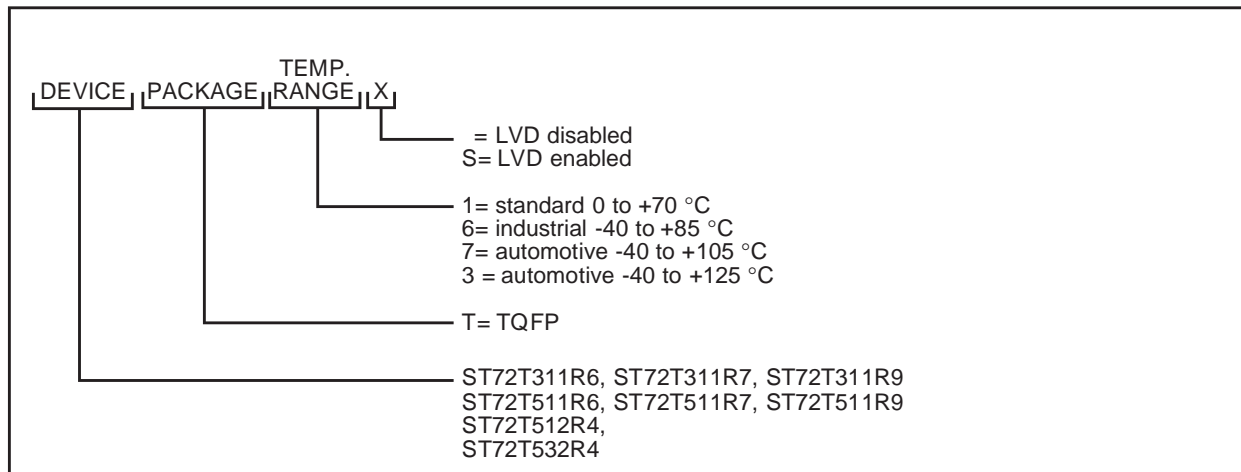 TEMP.
DEVICE PACKAGE RANGE X
= LVD disabled
S= LVD enabled
1= standard 0 to +70 °C
6= industrial -40 to +85 °C
7= automotive -40 to +105 °C
3 = automotive -40 to +125 °C
T= TQFP
ST72T311R6, ST72T311R7, ST72T311R9
ST72T511R6, ST72T511R7, ST72T511R9
ST72T512R4,
ST72T532R4